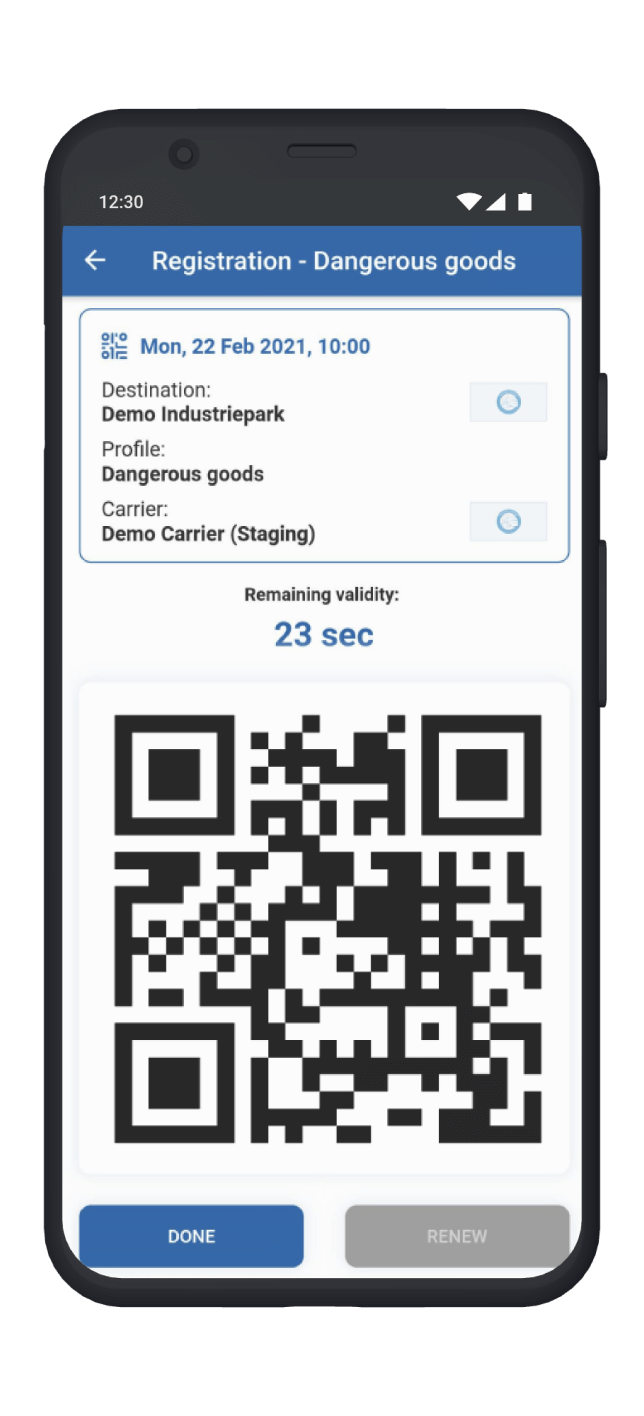 12:30
Registration - Dangerous goods
Mon, 22 Feb 2021, 10:00
Destination:
Demo Industriepark
Profile:
Dangerous goods
Carrier:
Demo Carrier (Staging)
Remaining validity:
23 sec
DONE
RENEW